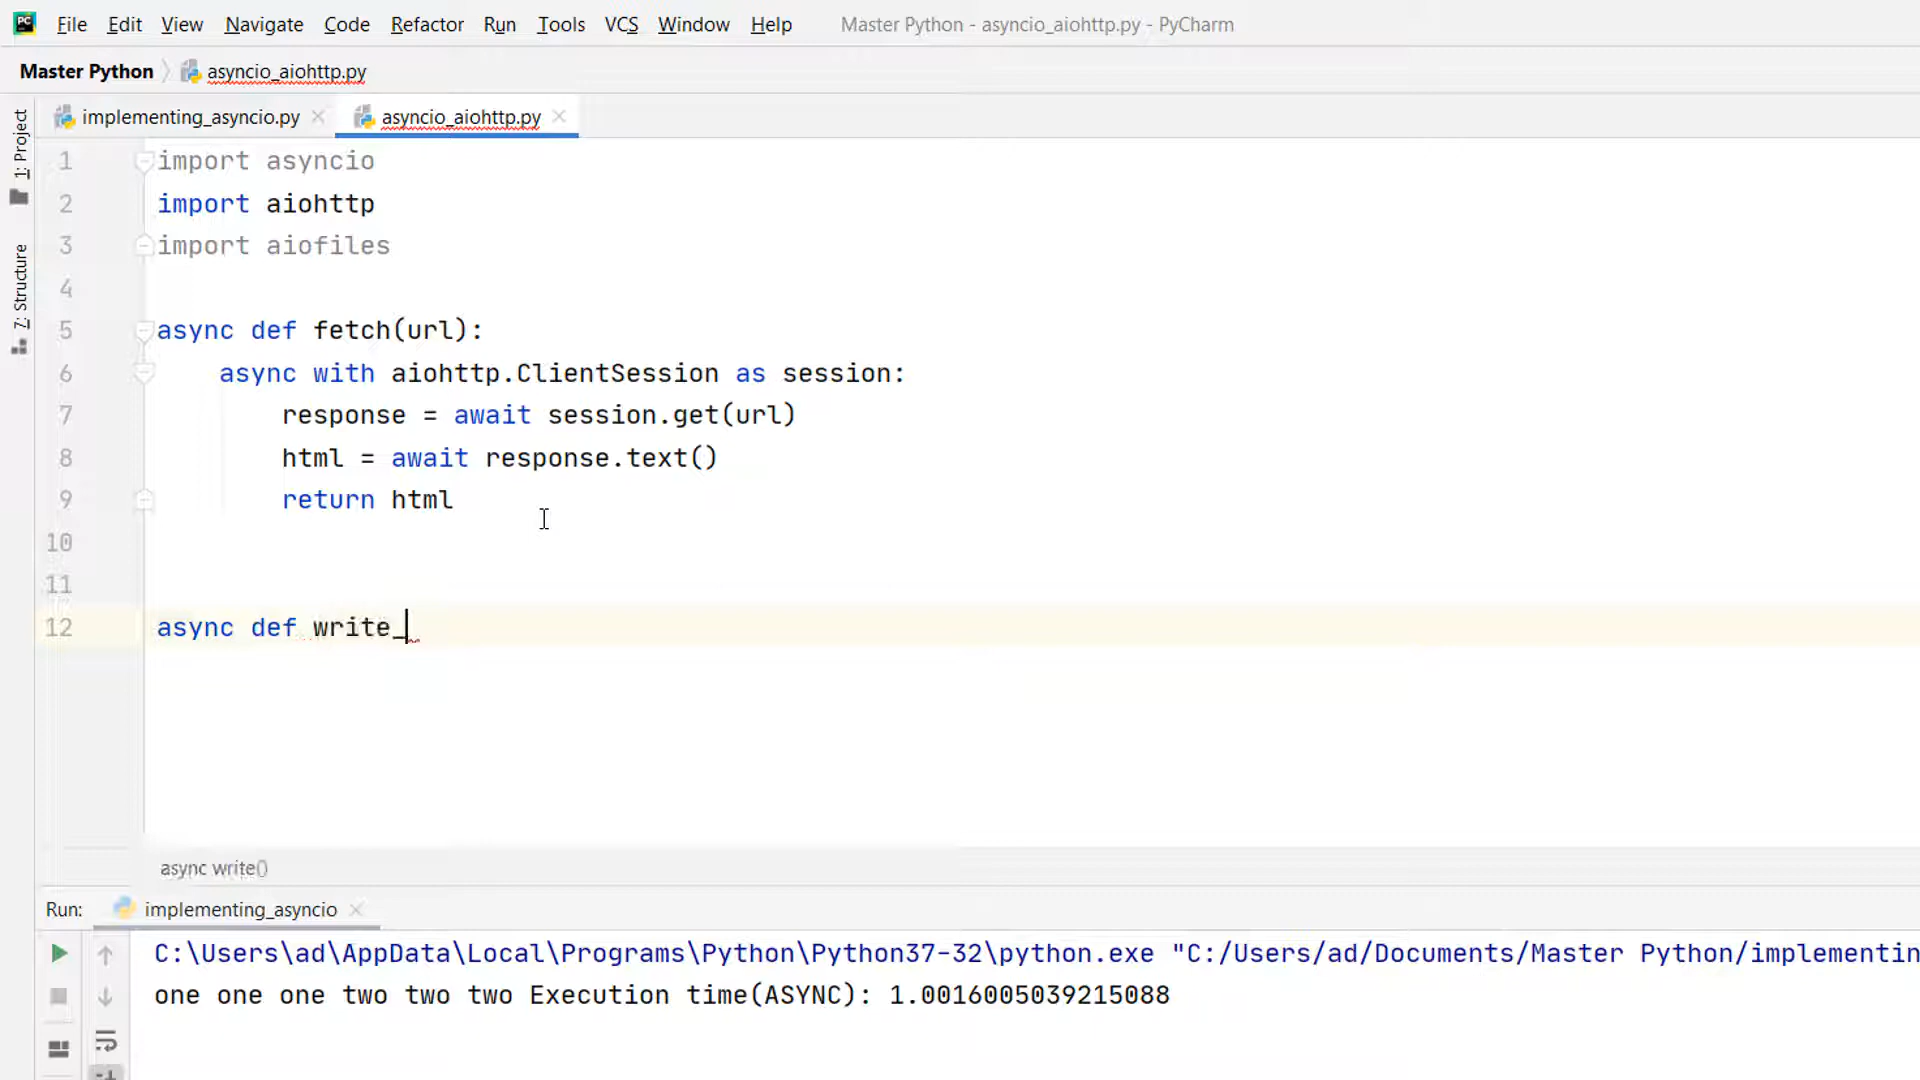 File Edit View Navigate Code Refactor Run Tools VCS Window Help Master Python - asyncio_aiohttp.py - PyCharm
Master Python asyncio_aiohttp.py
implementing_asyncio.py asyncio_aiohttp.py
1: Project
7: Structure
1 import asyncio
2 import aiohttp
3 import aiofiles
4
5 async def fetch(url):
6 async with aiohttp.ClientSession as session:
7 response = await session.get(url)
8 html = await response.text()
9 return html
10
11
12 async def write_
async write()
Run: implementing_asyncio
C:\Users\ad\AppData\Local\Programs\Python\Python37-32\python.exe "C:/Users/ad/Documents/Master Python/implementin
one one one two two two Execution time(ASYNC): 1.0016005039215088